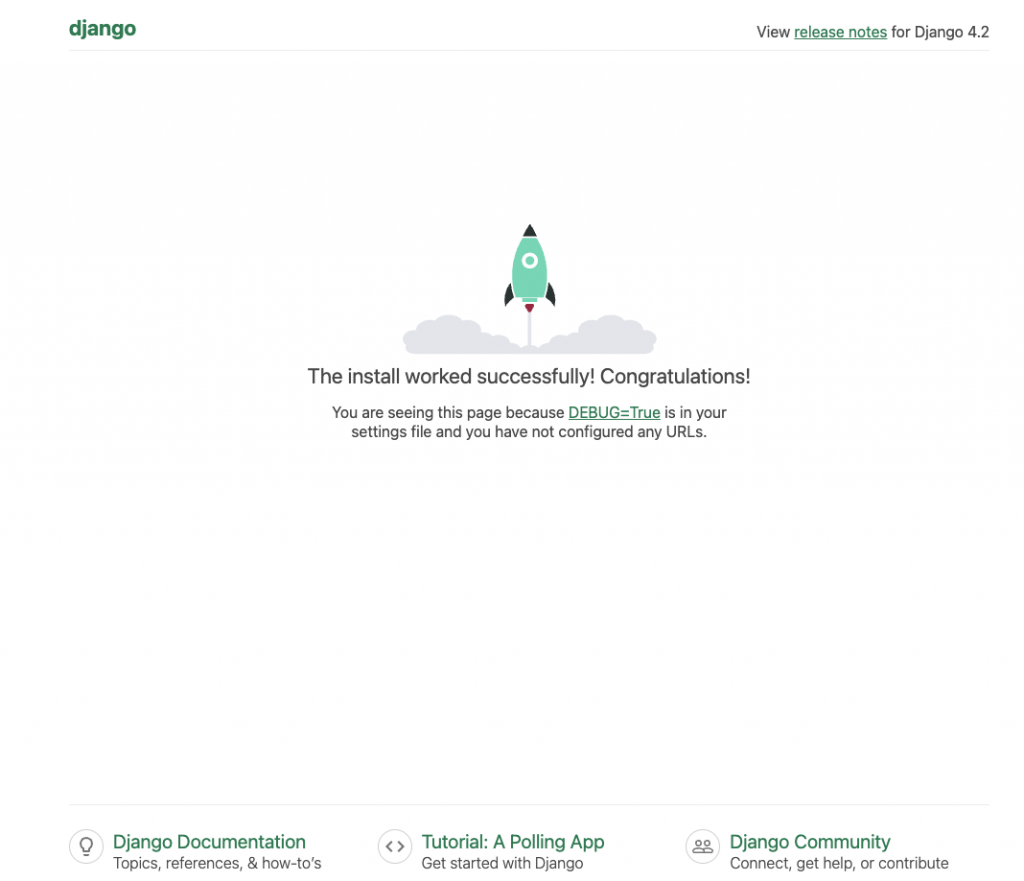 django
View release notes for Django 4.2
The install worked successfully! Congratulations!
You are seeing this page because DEBUG=True is in your
settings file and you have not configured any URLs.
Django Documentation
Topics, references, & how-to's
Tutorial: A Polling App
Get started with Django
Django Community
Connect, get help, or contribute